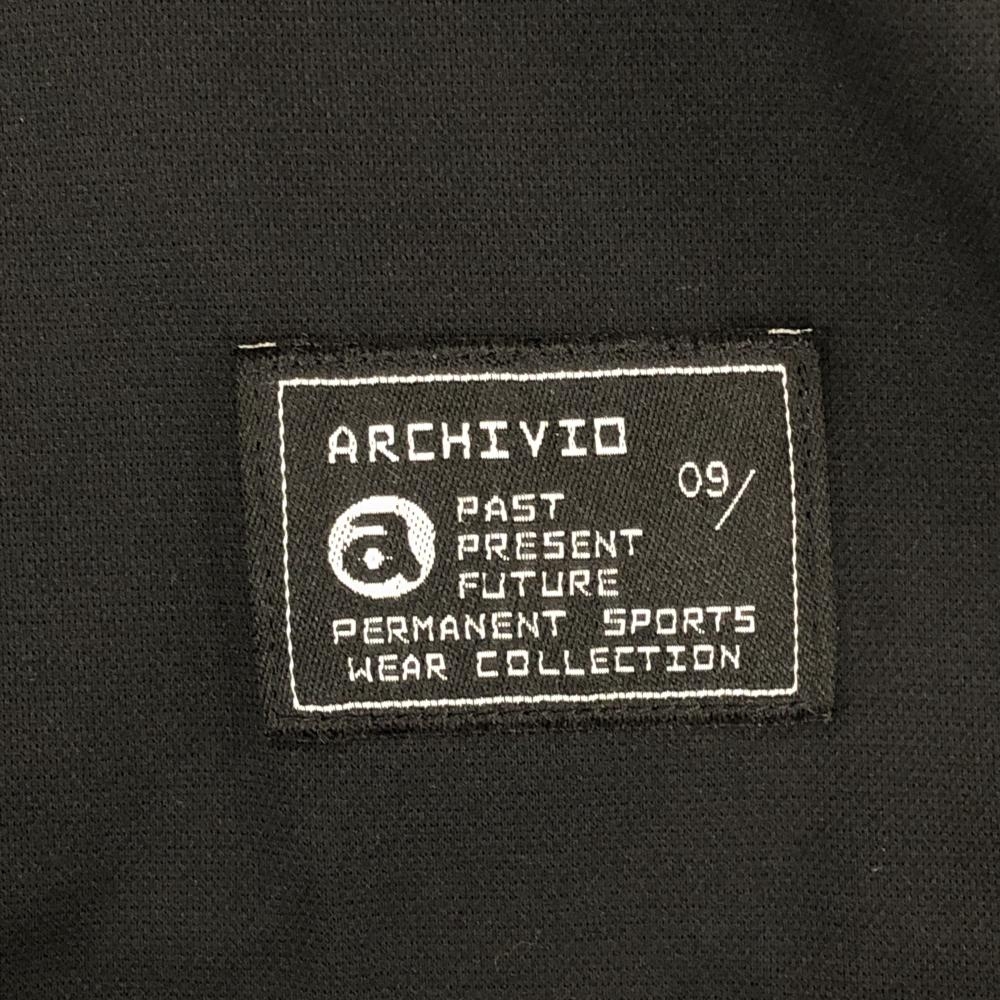 ARCHIVIO
09/
a PAST
PRESENT
FUTURE
PERMANENT SPORTS
WEAR COLLECTION